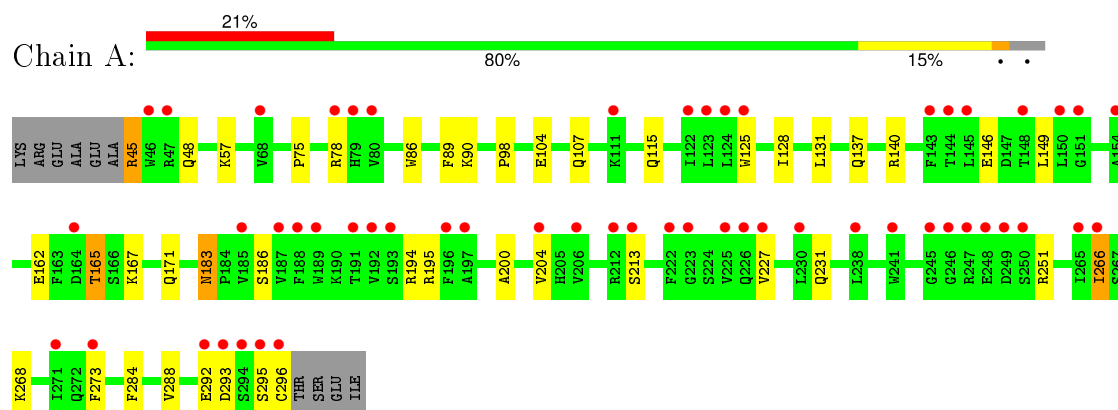 21%
Chain A:
80% 15% • •
LYS ARG GLU ALA GLU ALA R45 W46 R47 Q48 K57 V68 P75 R78 H79 V80 W86 F89 K90 P98 E104 Q107 K111 Q115 I122 L123 L124 W125 I128 L131 Q137 R140 F143 T144 L145 E146 D147 T148 L149 L150 G151 A154
E162 F163 D164 T165 S166 K167 Q171 N183 P184 V185 S186 V187 F188 W189 K190 T191 V192 S193 R194 R195 F196 A197 A200 V204 H205 V206 R212 S213 F222 G223 S224 V225 Q226 V227 L230 Q231 L238 W241 G245 G246 R247 E248 D249 S250 R251 I265 I266 S267
K268 I271 Q272 F273 F284 V288 E292 D293 S294 S295 C296 THR SER GLU ILE